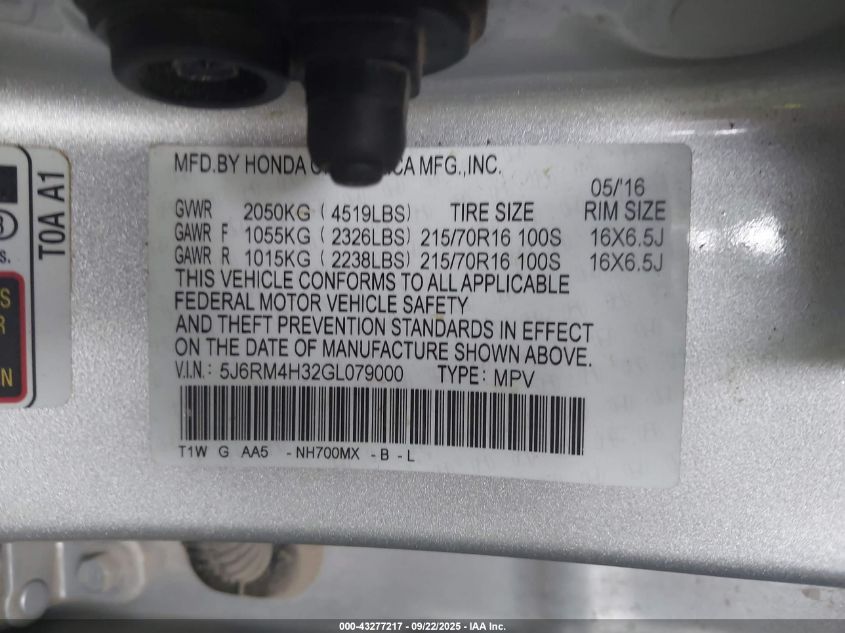 MFD.BY HONDA MFG.,INC.
05/'16
GVWR 2050KG ( 4519LBS) TIRE SIZE RIM SIZE
GAWR F 1055KG ( 2326LBS) 215/70R16 100S 16X6.5J
GAWR R 1015KG ( 2238LBS) 215/70R16 100S 16X6.5J
THIS VEHICLE CONFORMS TO ALL APPLICABLE
FEDERAL MOTOR VEHICLE SAFETY
AND THEFT PREVENTION STANDARDS IN EFFECT
ON THE DATE OF MANUFACTURE SHOWN ABOVE.
V.I.N.: 5J6RM4H32GL079000 TYPE: MPV
T1W G AA5 -NH700MX -B -L
T0A A1
000-43277217 - 09/22/2025 - IAA Inc.